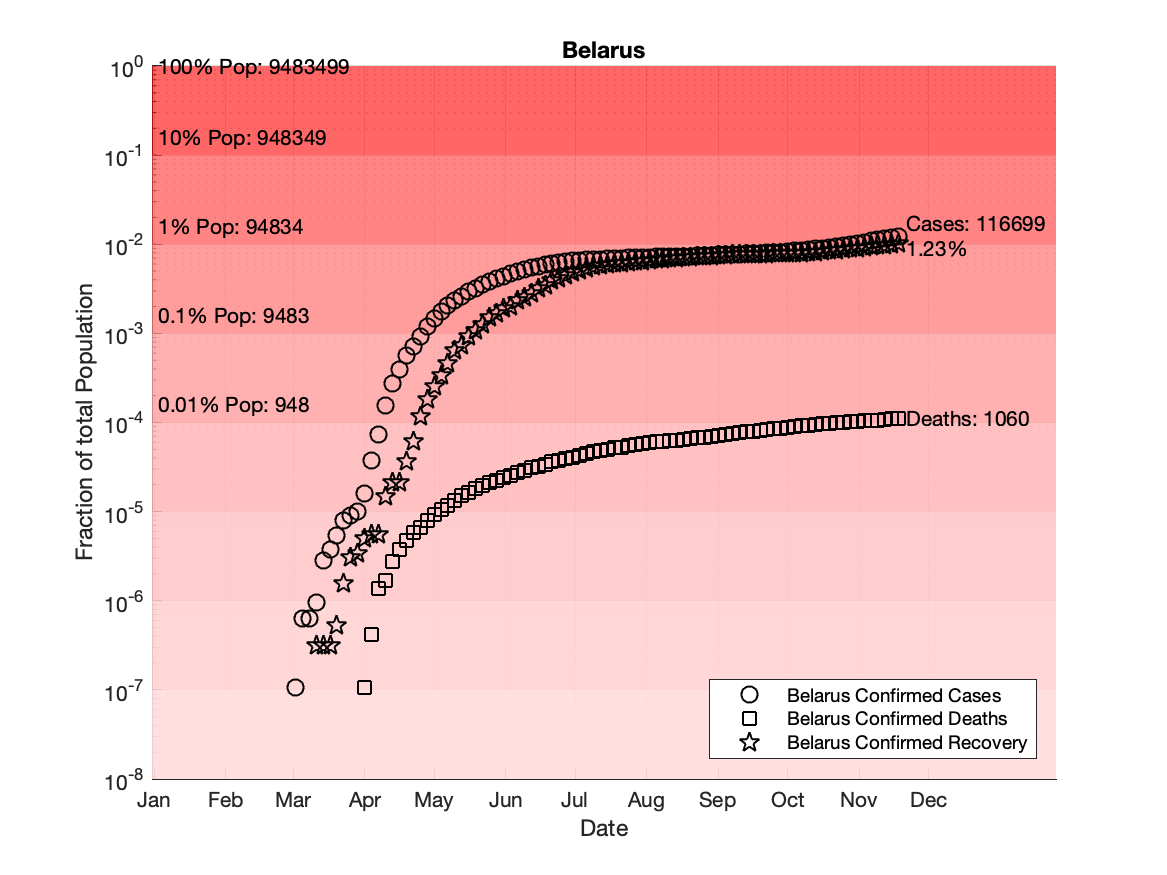 Belarus
10^0
100% Pop: 9483499
10% Pop: 948349
10^-1
1% Pop: 94834
Cases: 116699
10^-2
1.23%
0.1% Pop: 9483
10^-3
0.01% Pop: 948
10^-4
Deaths: 1060
10^-5
10^-6
10^-7
10^-8
Fraction of total Population
Belarus Confirmed Cases
Belarus Confirmed Deaths
Belarus Confirmed Recovery
Jan Feb Mar Apr May Jun Jul Aug Sep Oct Nov Dec
Date